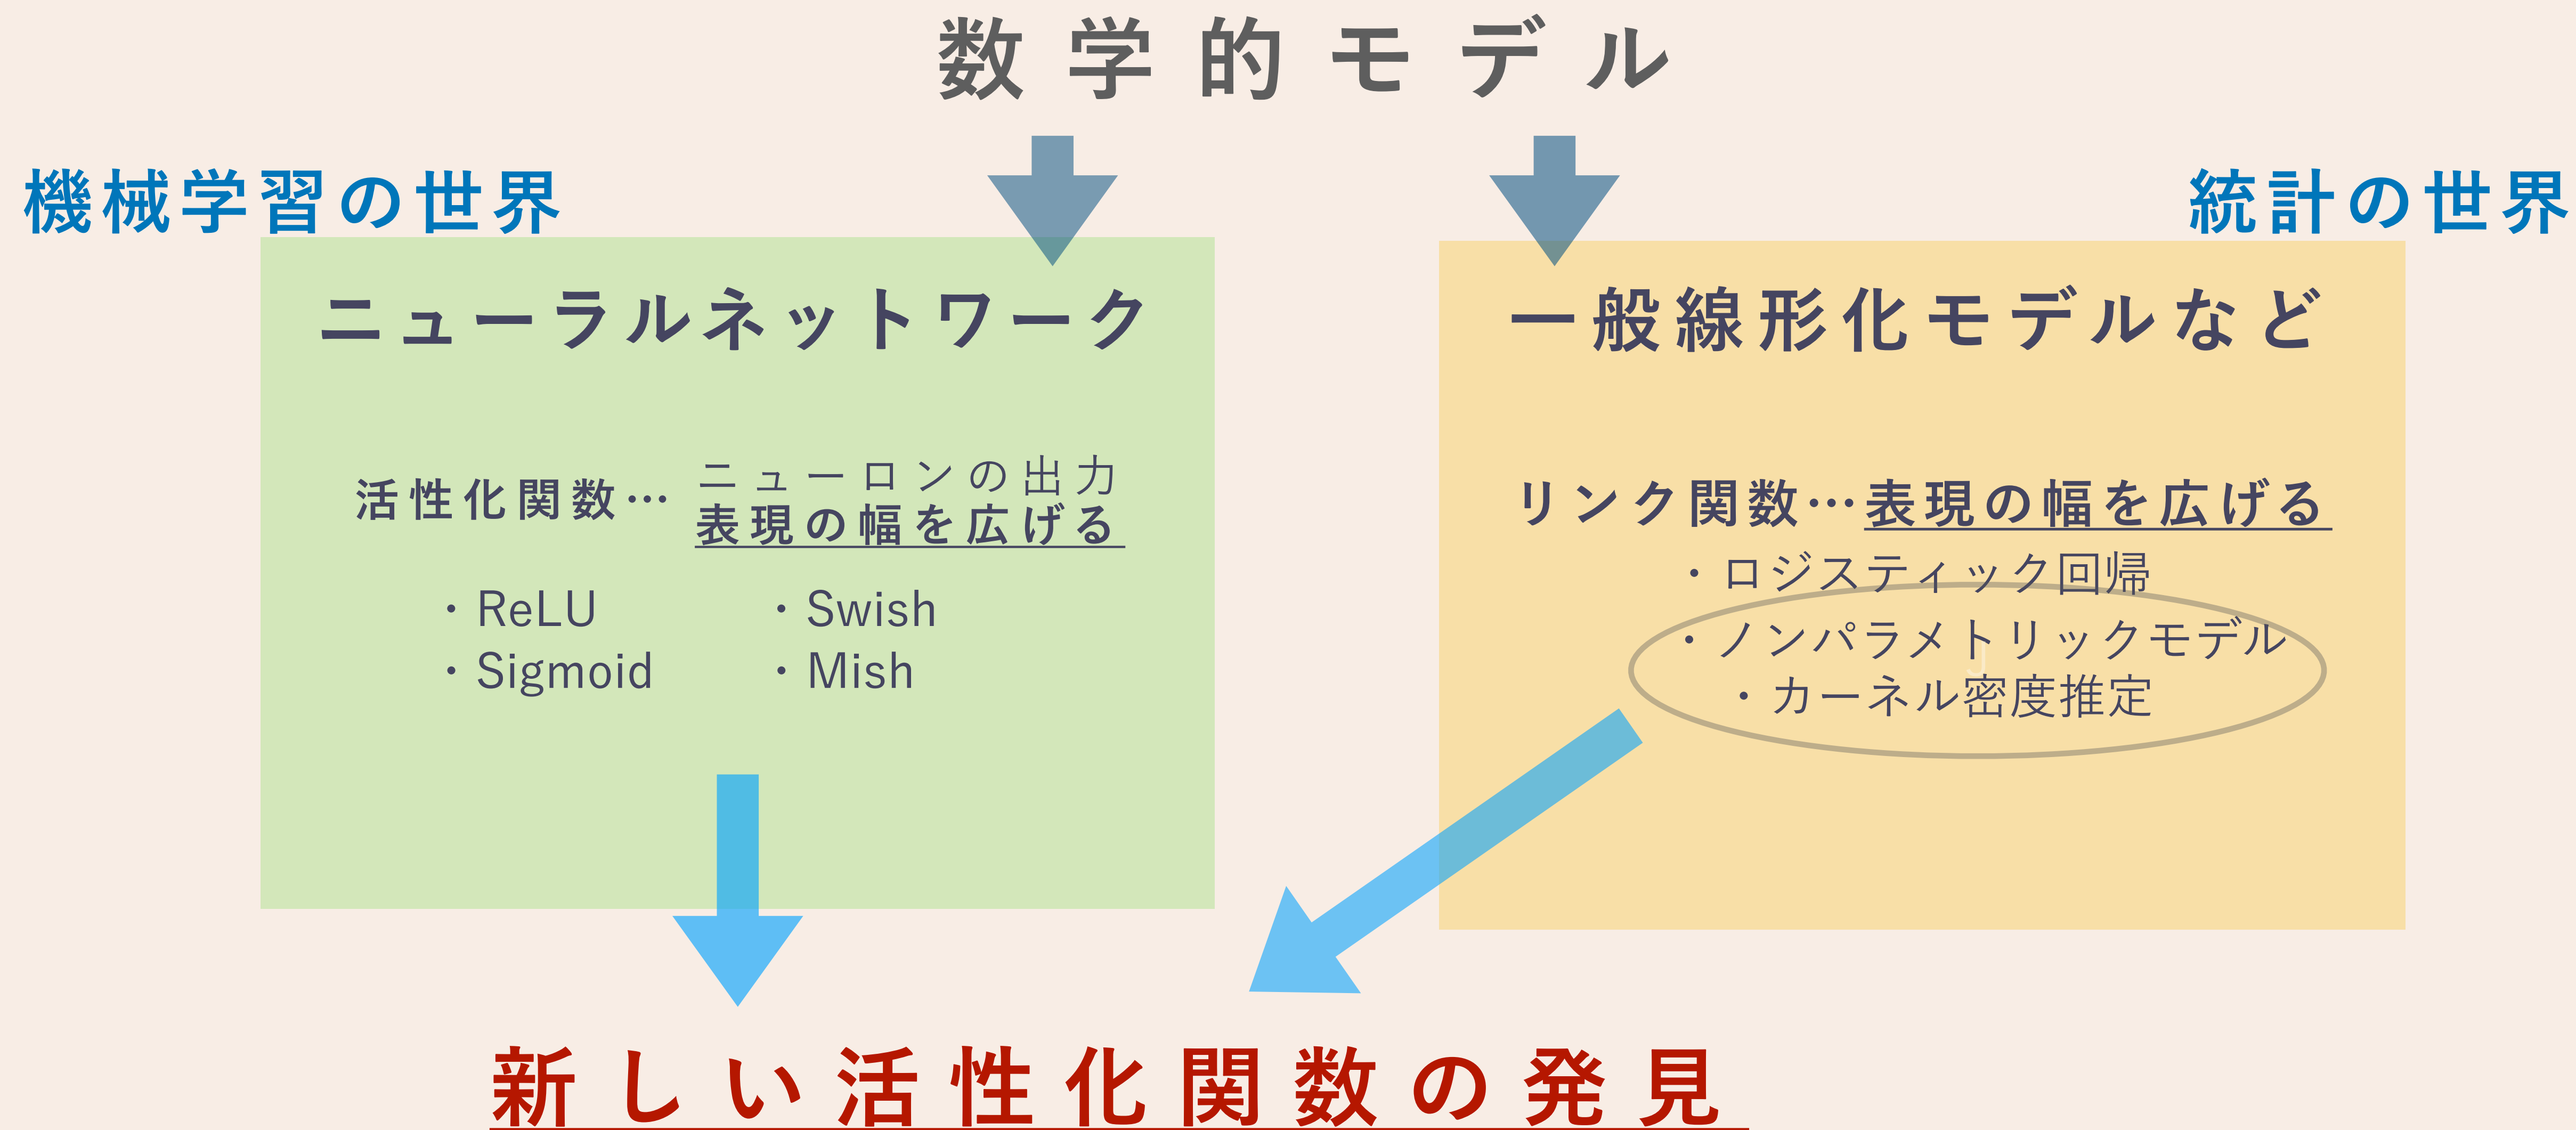 数学的モデル
機械学習の世界
統計の世界
ニューラルネットワーク
活性化関数…
ニューロンの出力
表現の幅を広げる
・ReLU
・Sigmoid
・Swish
・Mish
一般線形化モデルなど
リンク関数…表現の幅を広げる
・ロジスティック回帰
・ノンパラメトリックモデル
・カーネル密度推定
新しい活性化関数の発見